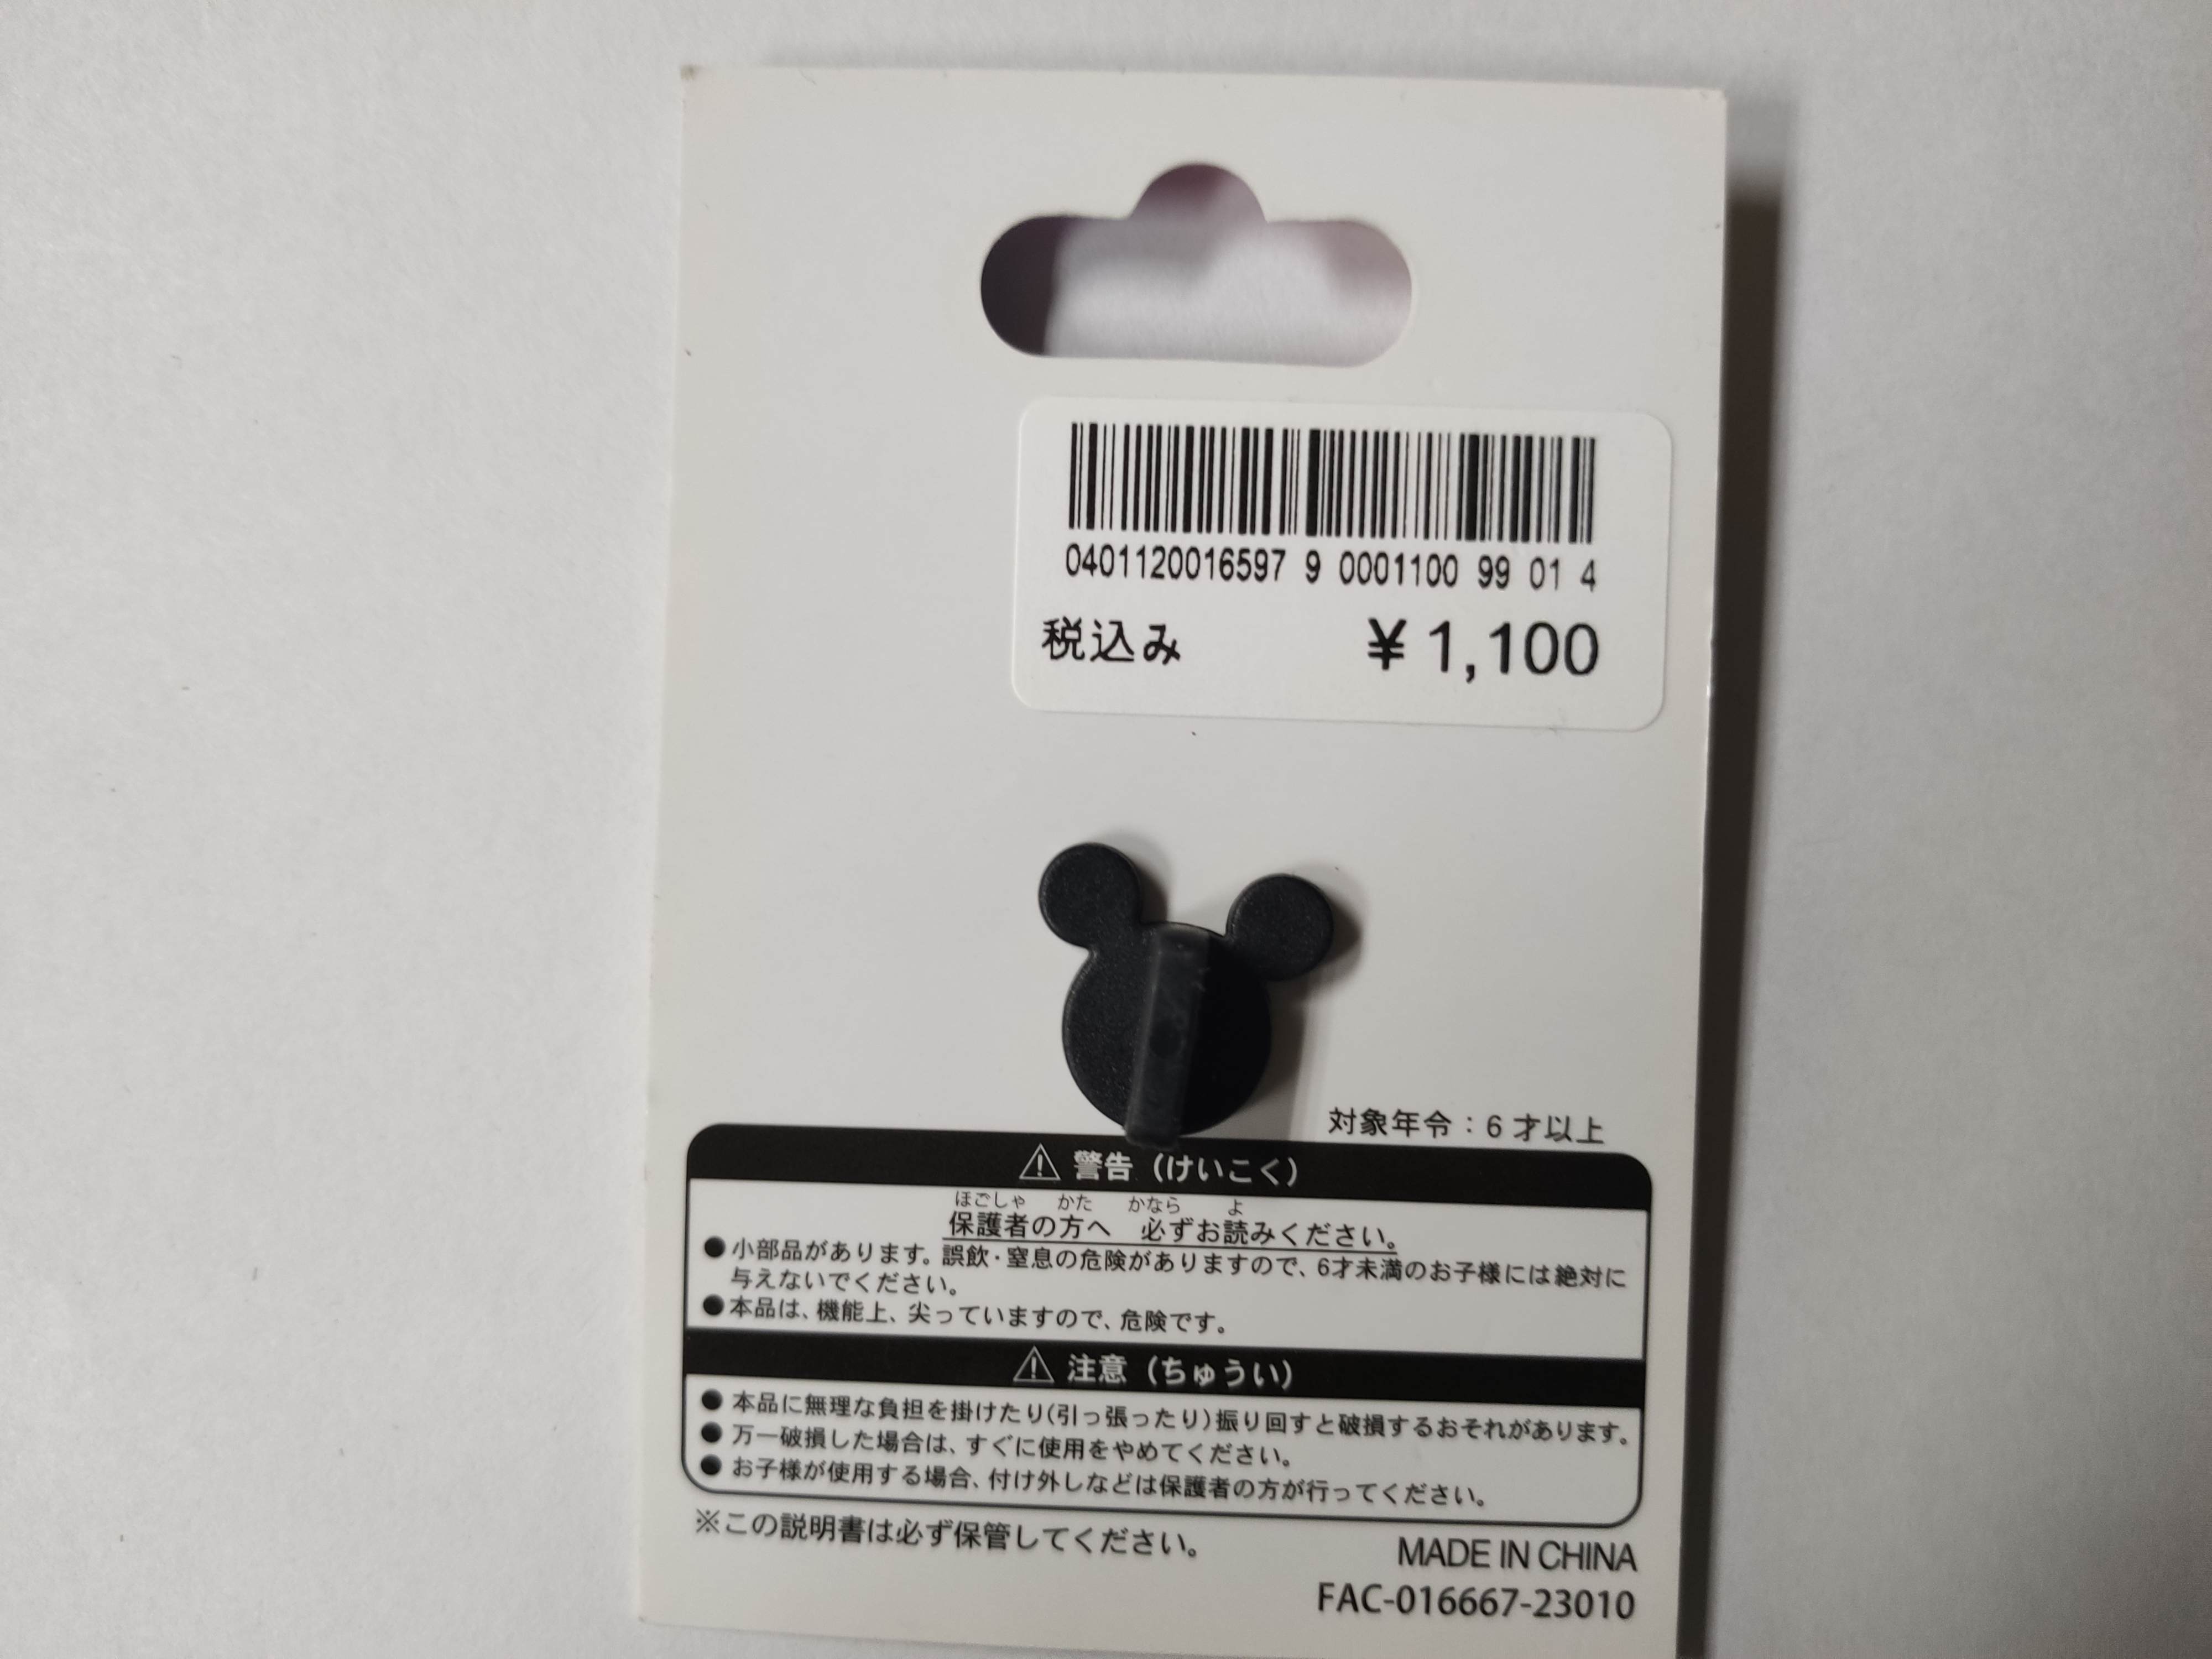 0401120016597 9 0001100 99 01 4
税込み ¥1,100
対象年令：6才以上
⚠ 警告（けいこく）
ほごしゃ かた かなら よ
保護者の方へ 必ずお読みください。
●小部品があります。誤飲・窒息の危険がありますので、6才未満のお子様には絶対に
与えないでください。
●本品は、機能上、尖っていますので、危険です。
⚠ 注意（ちゅうい）
●本品に無理な負担を掛けたり(引っ張ったり)振り回すと破損するおそれがあります。
●万一破損した場合は、すぐに使用をやめてください。
●お子様が使用する場合、付け外しなどは保護者の方が行ってください。
※この説明書は必ず保管してください。
MADE IN CHINA
FAC-016667-23010